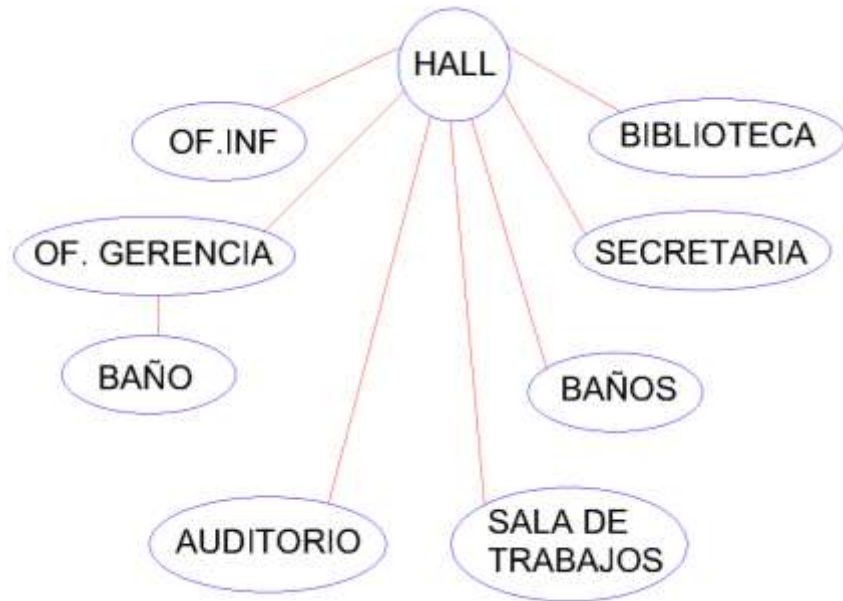 HALL
OF.INF
BIBLIOTECA
OF. GERENCIA
SECRETARIA
BAÑO
BAÑOS
AUDITORIO
SALA DE
TRABAJOS